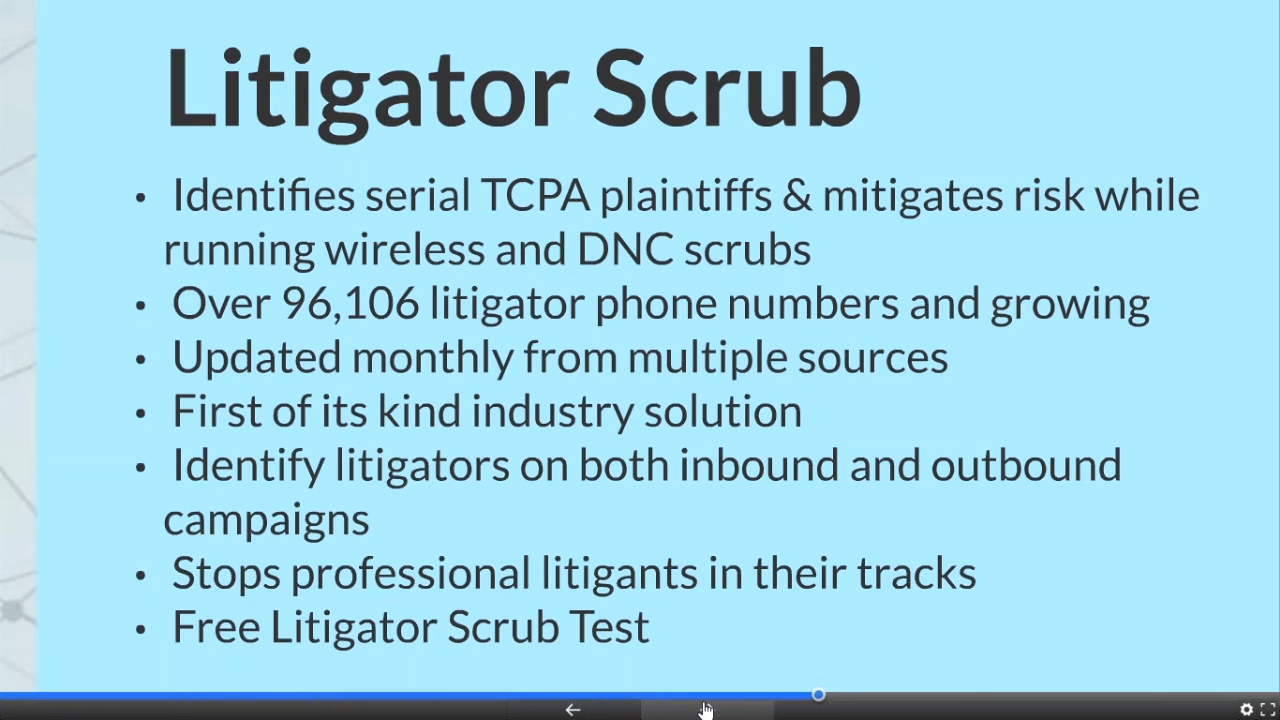 Litigator Scrub
• Identifies serial TCPA plaintiffs & mitigates risk while
running wireless and DNC scrubs
• Over 96,106 litigator phone numbers and growing
• Updated monthly from multiple sources
• First of its kind industry solution
• Identify litigators on both inbound and outbound
campaigns
• Stops professional litigants in their tracks
• Free Litigator Scrub Test